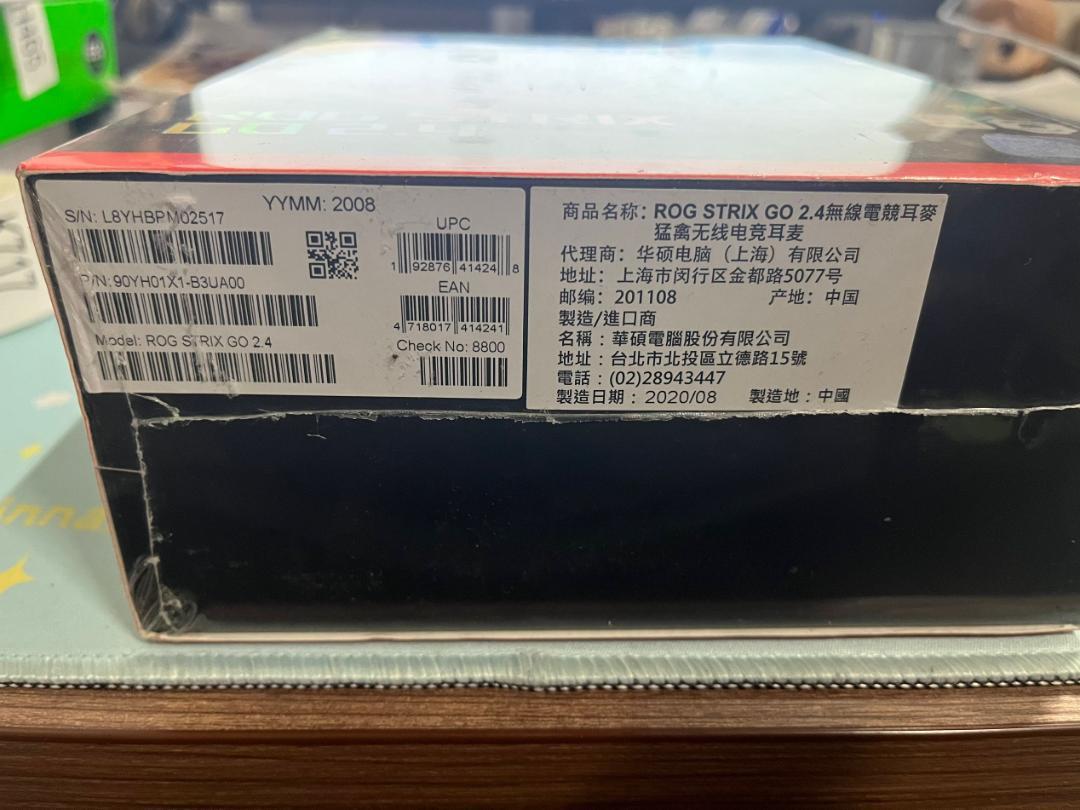 STRIX
S/N: L8YHBPM02517
YYMM: 2008
UPC
1 92876 41424 8
P/N: 90YH01X1-B3UA00
EAN
4 718017 414241
Model: ROG STRIX GO 2.4
Check No: 8800
商品名称：ROG STRIX GO 2.4無線電競耳麥
猛禽无线电竞耳麦
代理商：华硕电脑（上海）有限公司
地址：上海市闵行区金都路5077号
邮编：201108 产地：中国
製造/進口商
名稱：華碩電腦股份有限公司
地址：台北市北投區立德路15號
電話：(02)28943447
製造日期：2020/08 製造地：中國
inna